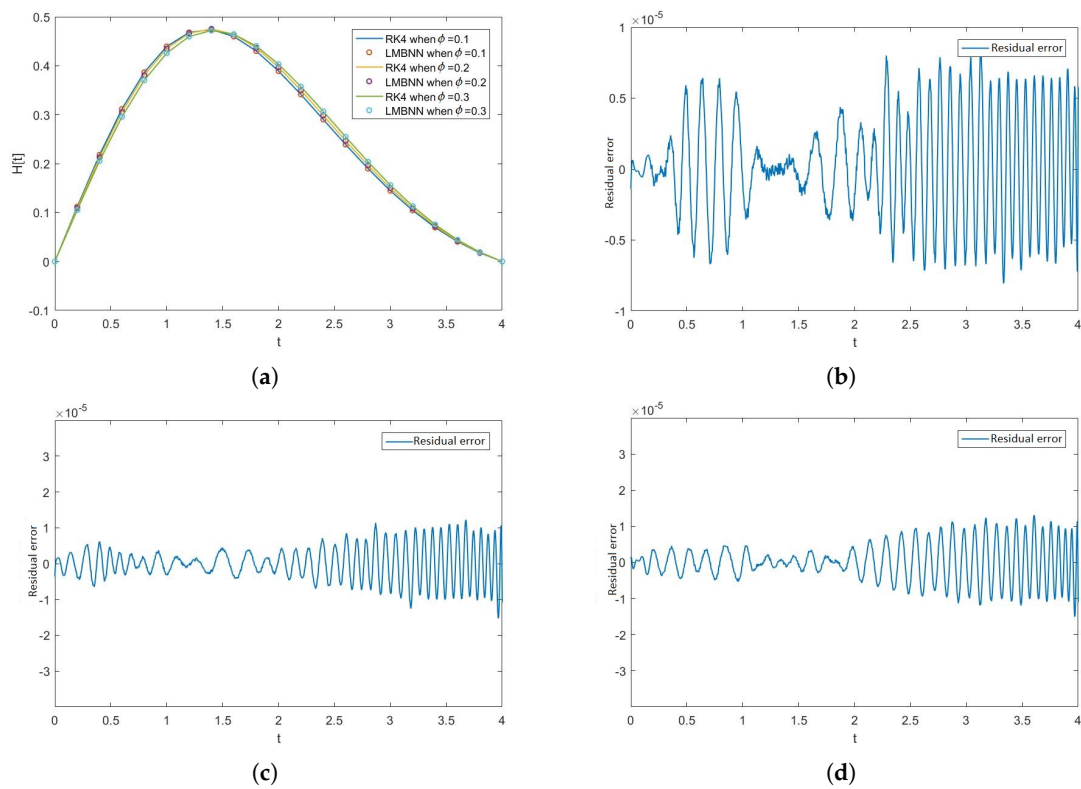 0.5
0.4
0.3
0.2
0.1
0
-0.1
H[t]
0 0.5 1 1.5 2 2.5 3 3.5 4
t
RK4 when ϕ=0.1
LMBNN when ϕ=0.1
RK4 when ϕ=0.2
LMBNN when ϕ=0.2
RK4 when ϕ=0.3
LMBNN when ϕ=0.3
(a)
×10⁻⁵
1
0.5
0
-0.5
-1
Residual error
Residual error
0 0.5 1 1.5 2 2.5 3 3.5 4
t
(b)
×10⁻⁵
3
2
1
0
-1
-2
-3
Residual error
Residual error
0 0.5 1 1.5 2 2.5 3 3.5 4
t
(c)
×10⁻⁵
3
2
1
0
-1
-2
-3
Residual error
Residual error
0 0.5 1 1.5 2 2.5 3 3.5 4
t
(d)